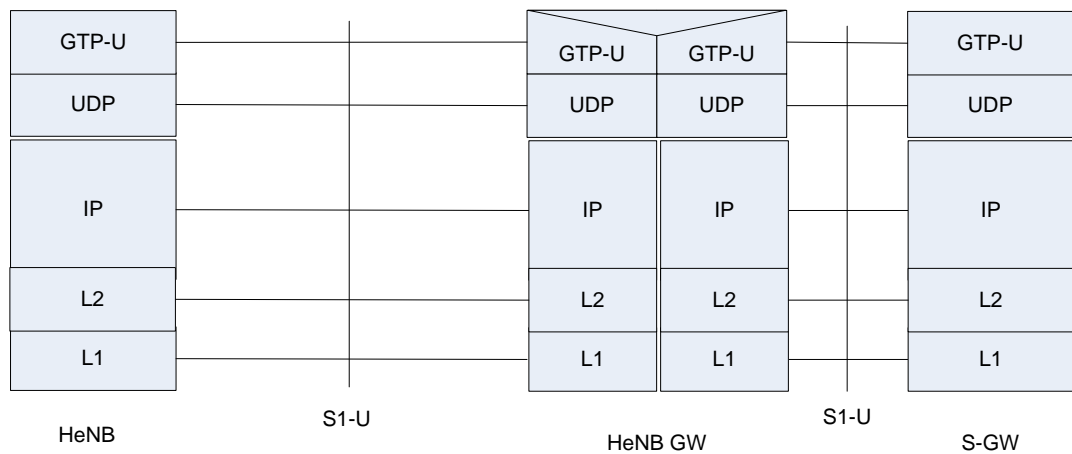 GTP-U GTP-U GTP-U GTP-U
UDP UDP UDP UDP
IP IP IP IP
L2 L2 L2 L2
L1 L1 L1 L1
S1-U S1-U
HeNB HeNB GW S-GW